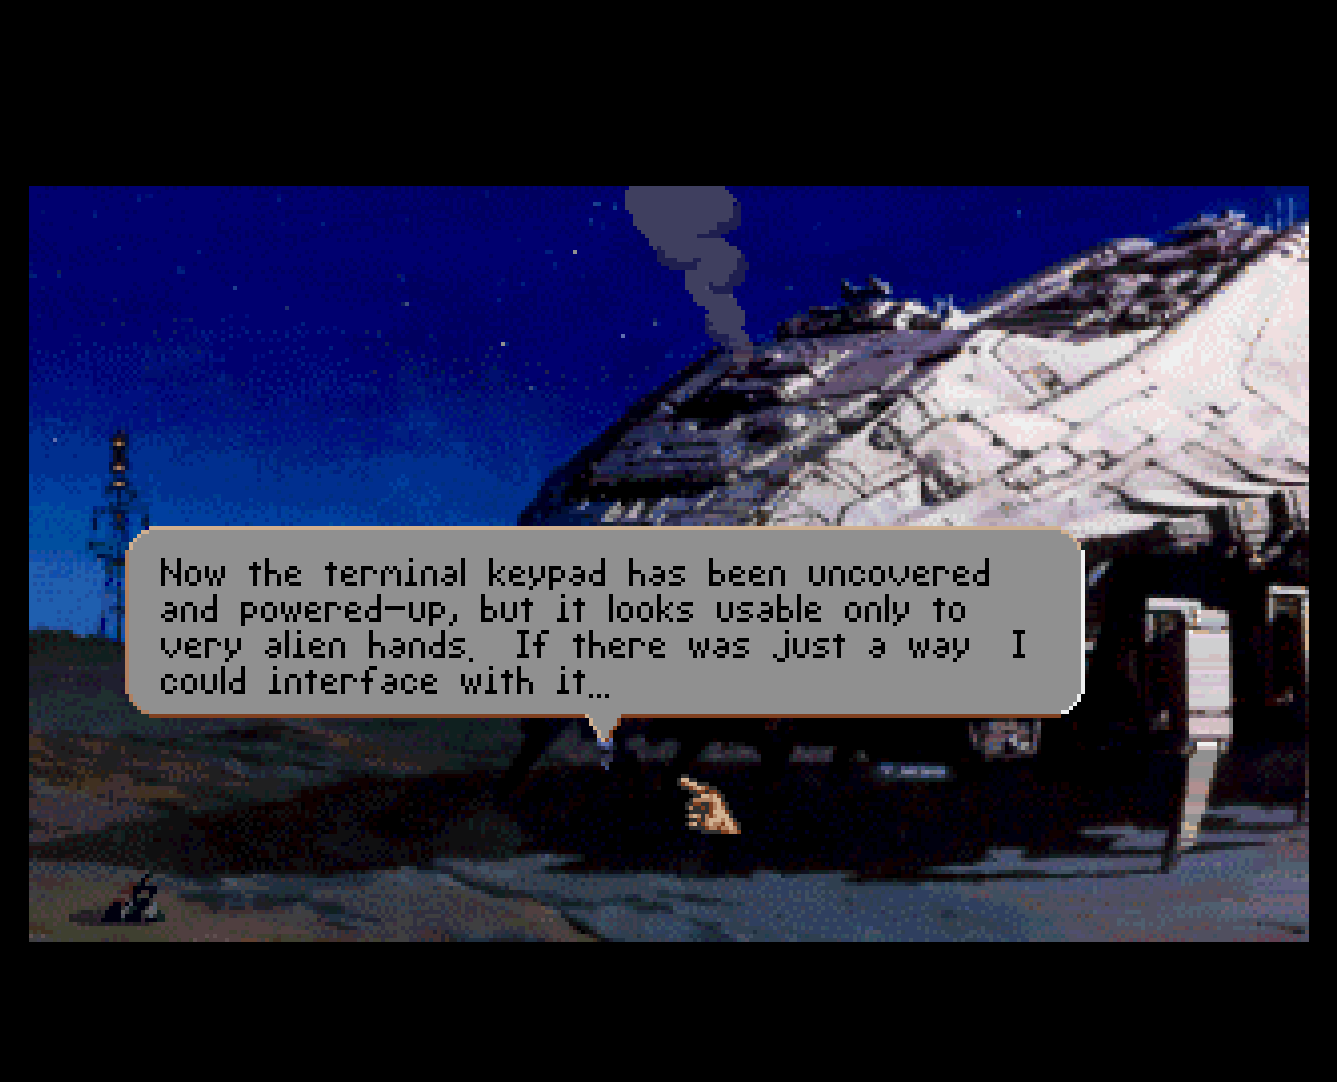 Now the terminal keypad has been uncovered
and powered-up, but it looks usable only to
very alien hands.  If there was just a way  I
could interface with it...